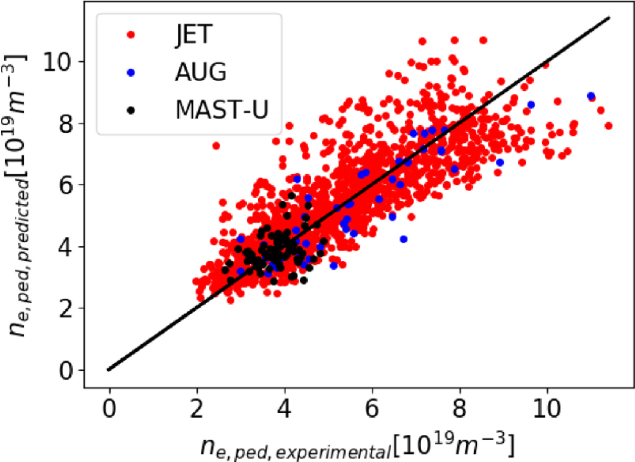 JET
AUG
MAST-U
10
8
6
4
2
0
n_{e,ped,predicted}[10^{19}m^{-3}]
0 2 4 6 8 10
n_{e,ped,experimental}[10^{19}m^{-3}]